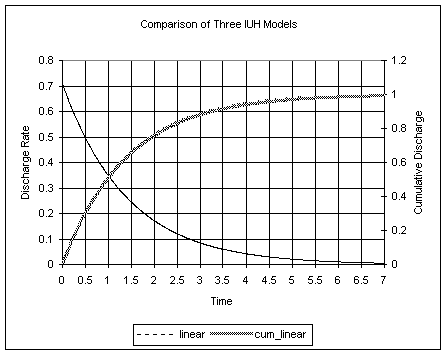 Comparison of Three IUH Models
0.8
0.7
0.6
0.5
0.4
0.3
0.2
0.1
0
Discharge Rate
1.2
1
0.8
0.6
0.4
0.2
0
Cumulative Discharge
0 0.5 1 1.5 2 2.5 3 3.5 4 4.5 5 5.5 6 6.5 7
Time
linear cum_linear